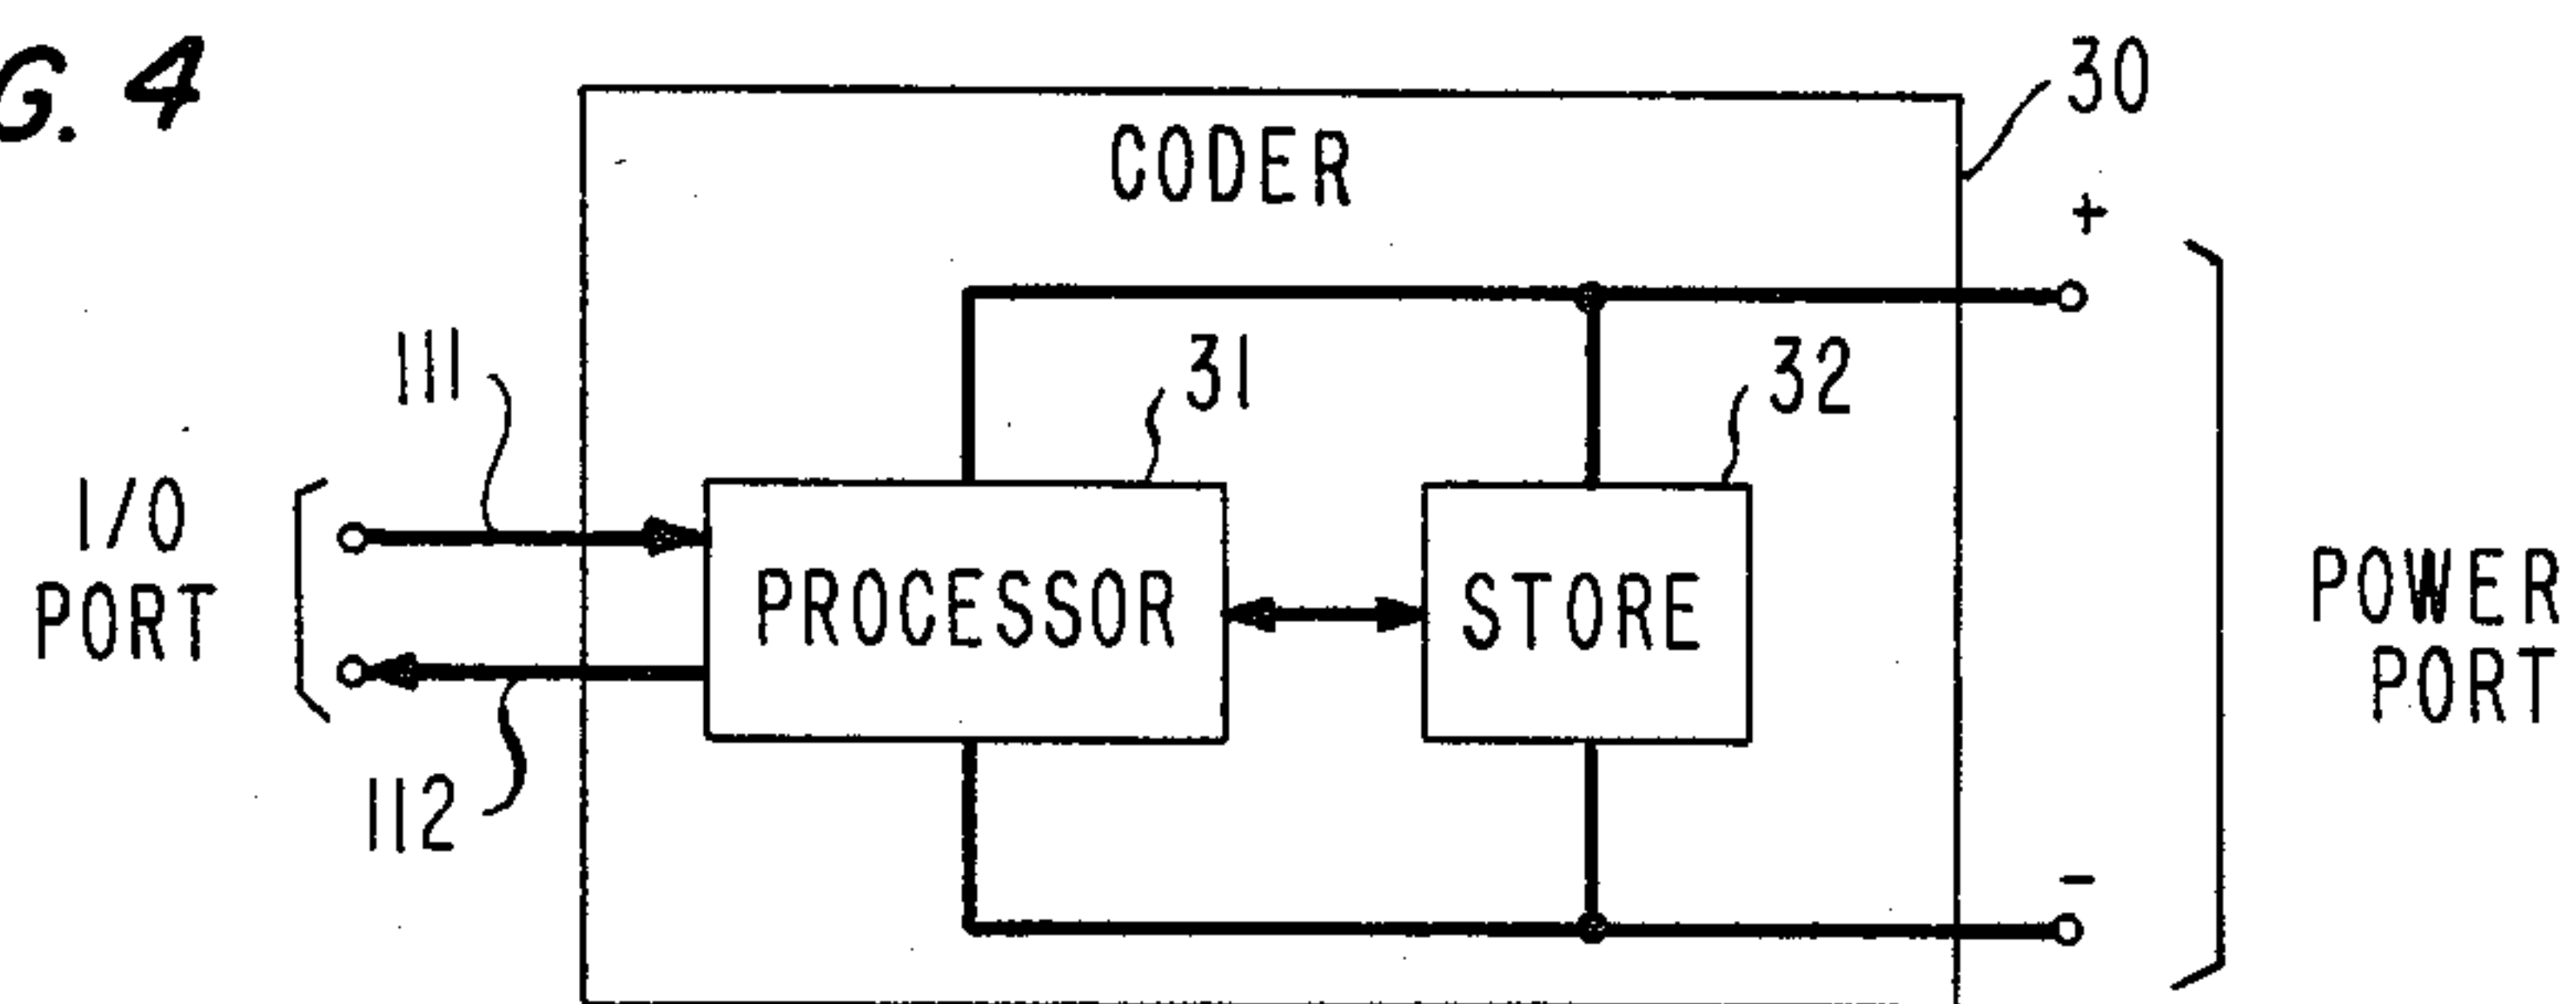 G. 4
30
CODER
+
111
31
32
I/O
PORT
PROCESSOR
STORE
POWER
PORT
112
-